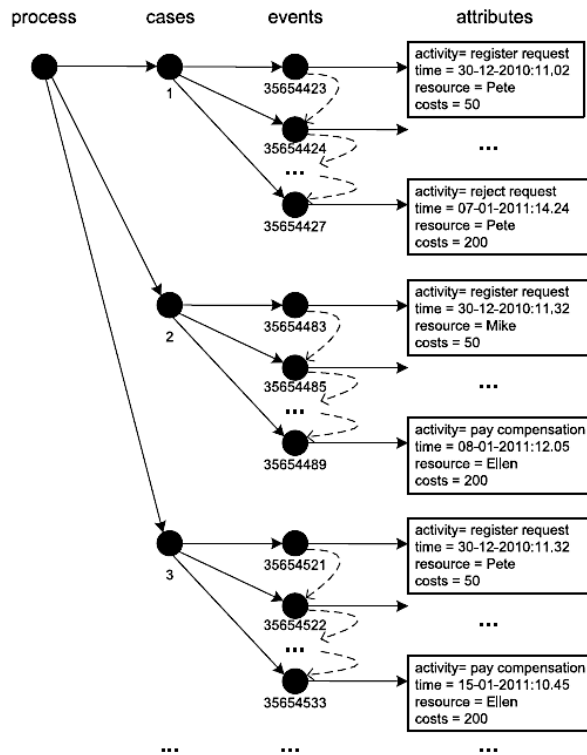 process cases events attributes
activity= register request
time = 30-12-2010:11,02
resource = Pete
costs = 50
35654423
1
35654424
...
...
activity= reject request
time = 07-01-2011:14.24
resource = Pete
costs = 200
35654427
activity= register request
time = 30-12-2010:11,32
resource = Mike
costs = 50
35654483
2
35654485
...
...
activity= pay compensation
time = 08-01-2011:12.05
resource = Ellen
costs = 200
35654489
activity= register request
time = 30-12-2010:11.32
resource = Pete
costs = 50
35654521
3
35654522
...
...
activity= pay compensation
time = 15-01-2011:10.45
resource = Ellen
costs = 200
35654533
... ... ...